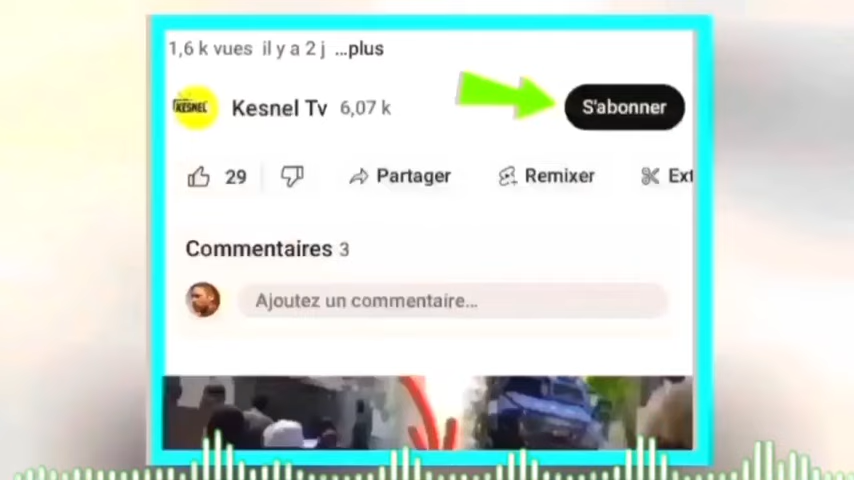 1,6 k vues il y a 2 j ...plus
KESNEL
Kesnel Tv 6,07 k
S'abonner
29
Partager
Remixer
Ext
Commentaires 3
Ajoutez un commentaire...